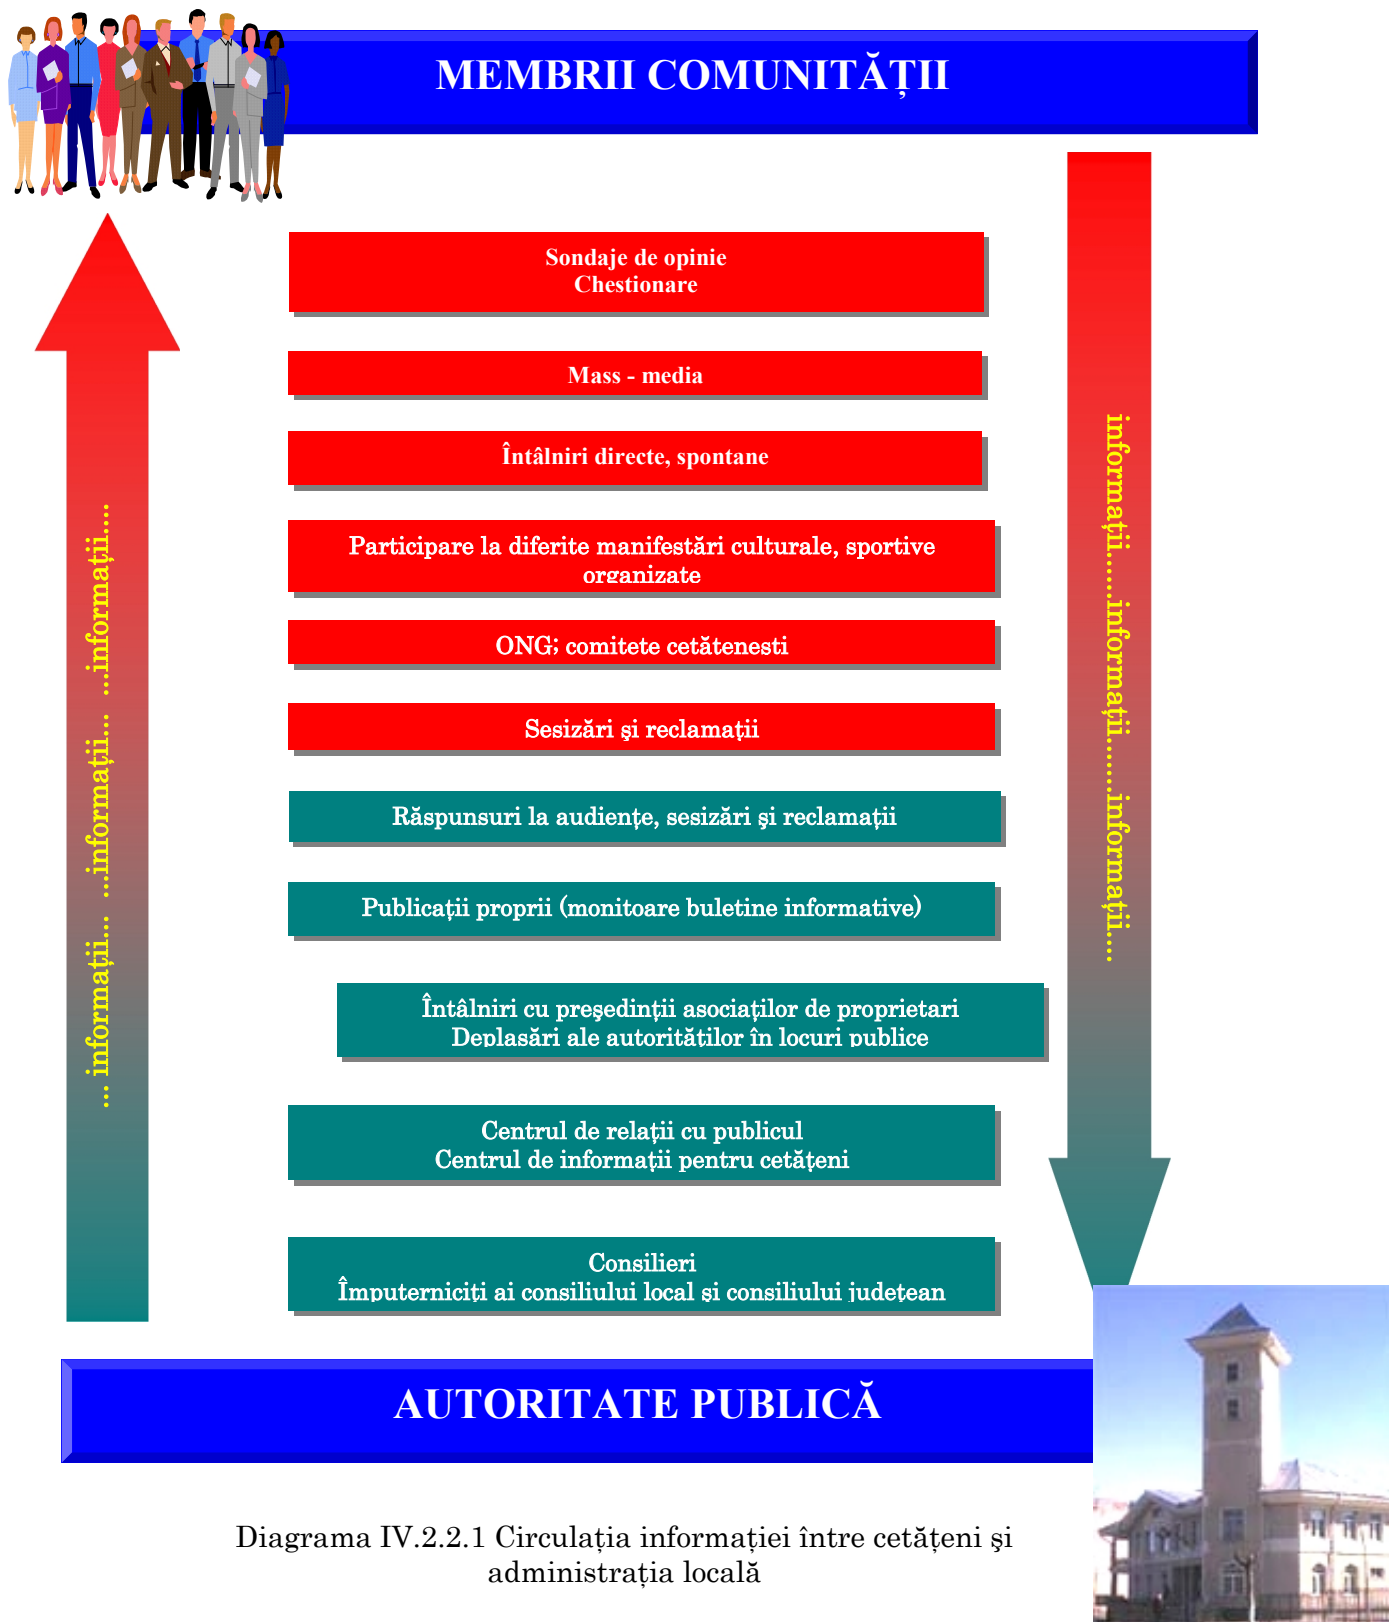 MEMBRII COMUNITĂȚII
Sondaje de opinie
Chestionare
Mass - media
Întâlniri directe, spontane
Participare la diferite manifestări culturale, sportive
organizate
ONG; comitete cetătenesti
Sesizări şi reclamații
Răspunsuri la audiențe, sesizări şi reclamații
Publicații proprii (monitoare buletine informative)
Întâlniri cu preşedinții asociaților de proprietari
Deplasări ale autorităților în locuri publice
Centrul de relații cu publicul
Centrul de informații pentru cetățeni
Consilieri
Împuterniciți ai consiliului local si consiliului județean
... informații... ...informații... ...informații....
informații......informații.......informații....
AUTORITATE PUBLICĂ
Diagrama IV.2.2.1 Circulația informației între cetățeni şi
administrația locală